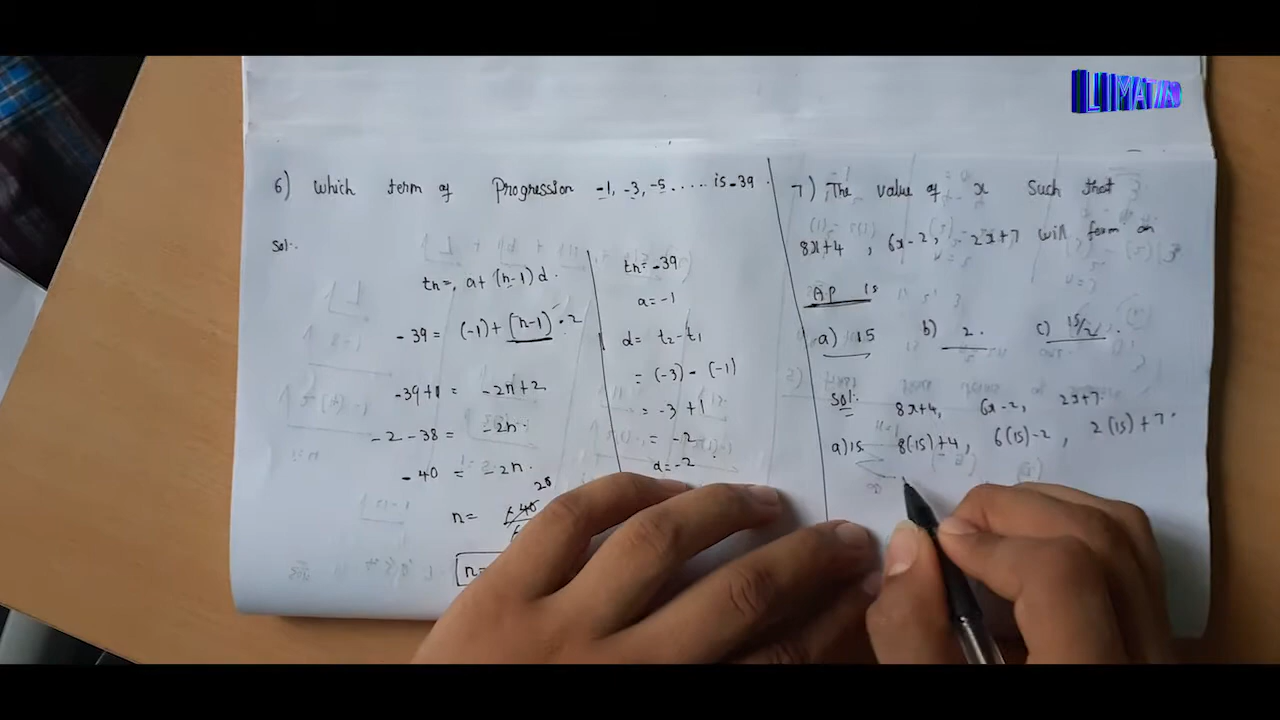 LIMATHS
6) Which term of Progression -1, -3, -5 ..... is -39.
Sol:.
tn = a + (n-1) d.
-39 = (-1) + (n-1) • 2
-39+1 = -2n+2
-2-38 = -2n.
-40 = -2n.
20
n = -40
n=
tn = -39
a = -1
d = t2 - t1
= (-3) - (-1)
= -3 + 1
= -2
d = -2
7) The value of x Such that
8x+4, 6x-2, 2x+7 will form an
AP is
a) 15 b) 2. c) 15/2.
Sol:
8x+4, 6x-2, 2x+7.
a) 15 8(15)+4, 6(15)-2, 2(15)+7.